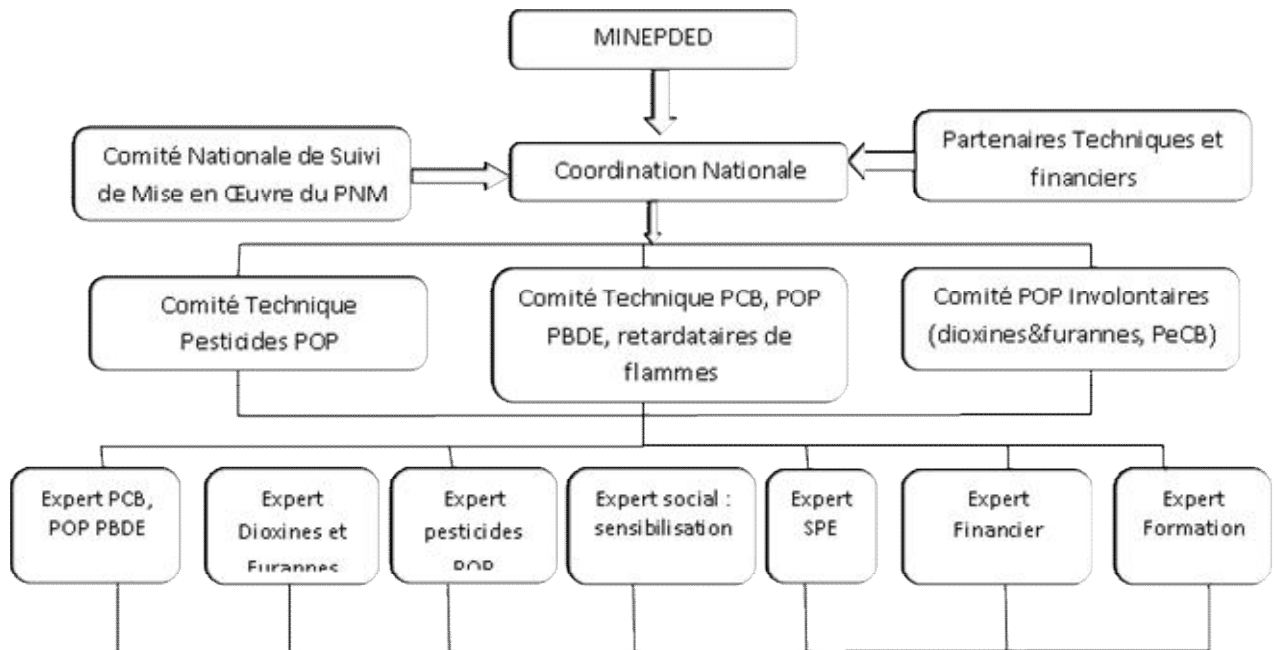 MINEPDED
Comité Nationale de Suivi
de Mise en Œuvre du PNM
Coordination Nationale
Partenaires Techniques et
financiers
Comité Technique
Pesticides POP
Comité Technique PCB, POP
PBDE, retardataires de
flammes
Comité POP Involontaires
(dioxines&furannes, PeCB)
Expert PCB,
POP PBDE
Expert
Dioxines et
Furannes
Expert
pesticides
POP
Expert social :
sensibilisation
Expert
SPE
Expert
Financier
Expert
Formation